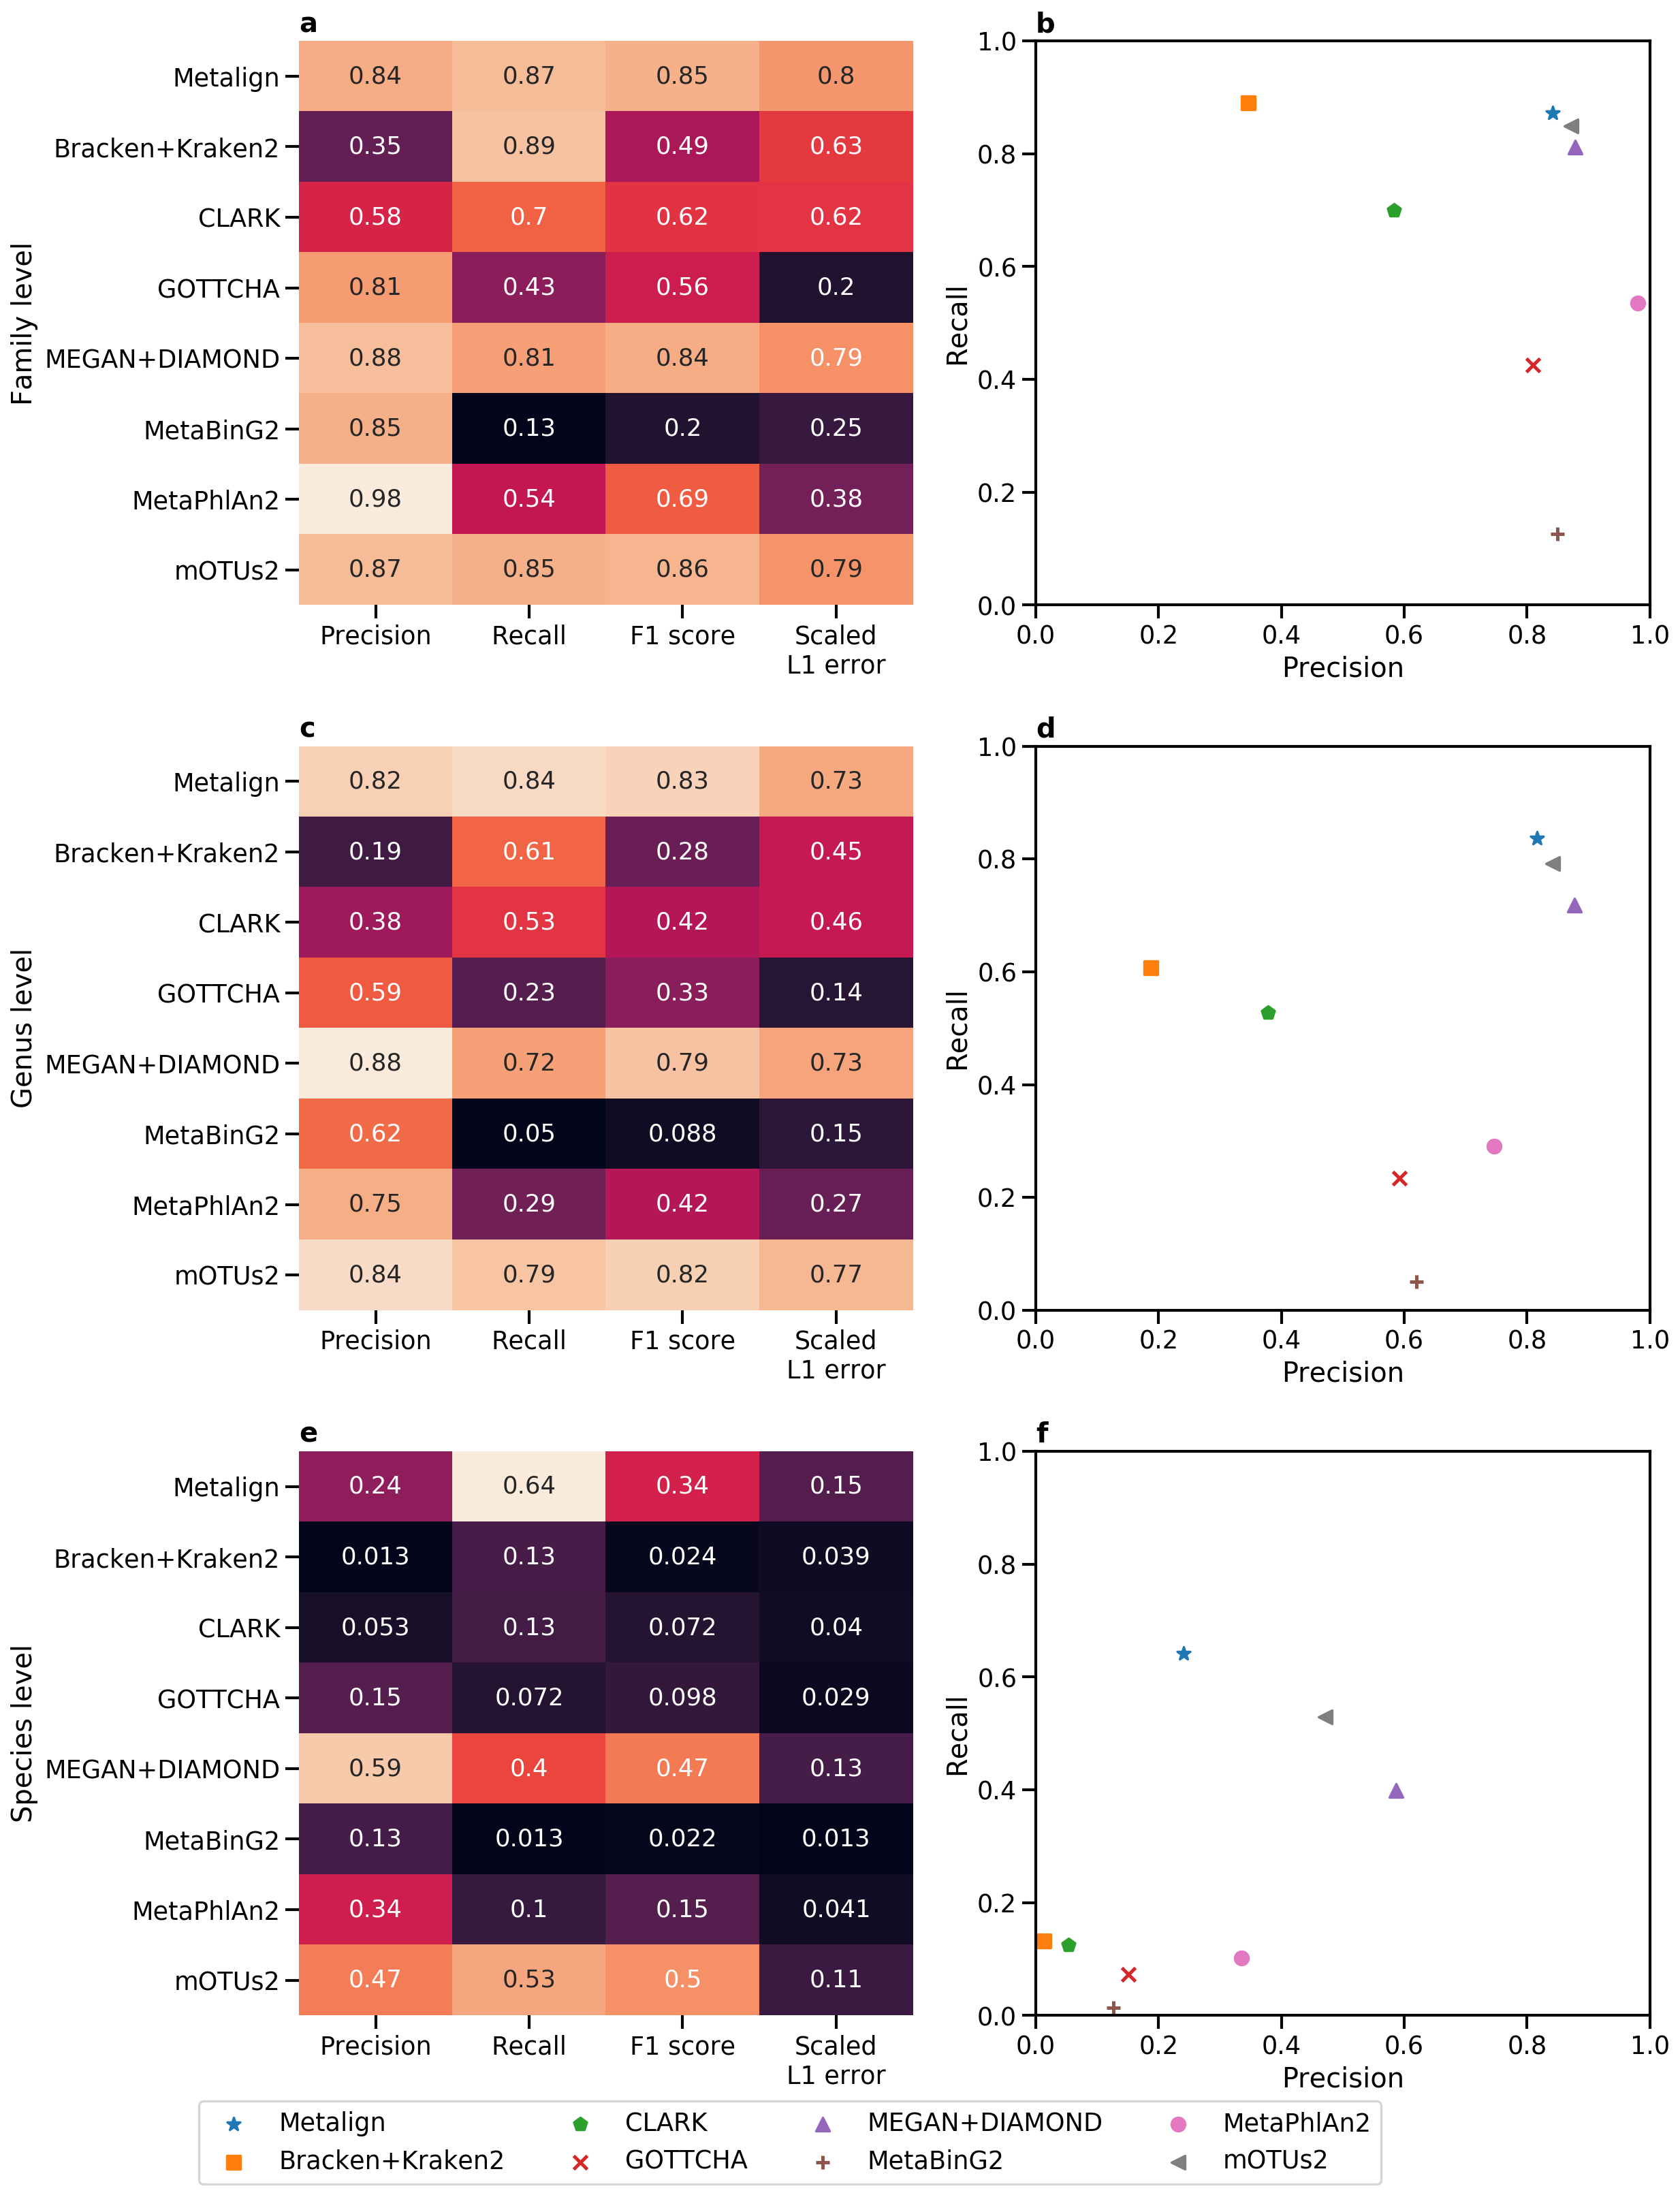 a
Family level
Metalign 0.84 0.87 0.85 0.8
Bracken+Kraken2 0.35 0.89 0.49 0.63
CLARK 0.58 0.7 0.62 0.62
GOTTCHA 0.81 0.43 0.56 0.2
MEGAN+DIAMOND 0.88 0.81 0.84 0.79
MetaBinG2 0.85 0.13 0.2 0.25
MetaPhlAn2 0.98 0.54 0.69 0.38
mOTUs2 0.87 0.85 0.86 0.79
Precision Recall F1 score Scaled
L1 error
b
Recall
1.0
0.8
0.6
0.4
0.2
0.0
0.0 0.2 0.4 0.6 0.8 1.0
Precision
c
Genus level
Metalign 0.82 0.84 0.83 0.73
Bracken+Kraken2 0.19 0.61 0.28 0.45
CLARK 0.38 0.53 0.42 0.46
GOTTCHA 0.59 0.23 0.33 0.14
MEGAN+DIAMOND 0.88 0.72 0.79 0.73
MetaBinG2 0.62 0.05 0.088 0.15
MetaPhlAn2 0.75 0.29 0.42 0.27
mOTUs2 0.84 0.79 0.82 0.77
Precision Recall F1 score Scaled
L1 error
d
Recall
1.0
0.8
0.6
0.4
0.2
0.0
0.0 0.2 0.4 0.6 0.8 1.0
Precision
e
Species level
Metalign 0.24 0.64 0.34 0.15
Bracken+Kraken2 0.013 0.13 0.024 0.039
CLARK 0.053 0.13 0.072 0.04
GOTTCHA 0.15 0.072 0.098 0.029
MEGAN+DIAMOND 0.59 0.4 0.47 0.13
MetaBinG2 0.13 0.013 0.022 0.013
MetaPhlAn2 0.34 0.1 0.15 0.041
mOTUs2 0.47 0.53 0.5 0.11
Precision Recall F1 score Scaled
L1 error
f
Recall
1.0
0.8
0.6
0.4
0.2
0.0
0.0 0.2 0.4 0.6 0.8 1.0
Precision
Metalign CLARK MEGAN+DIAMOND MetaPhlAn2
Bracken+Kraken2 GOTTCHA MetaBinG2 mOTUs2